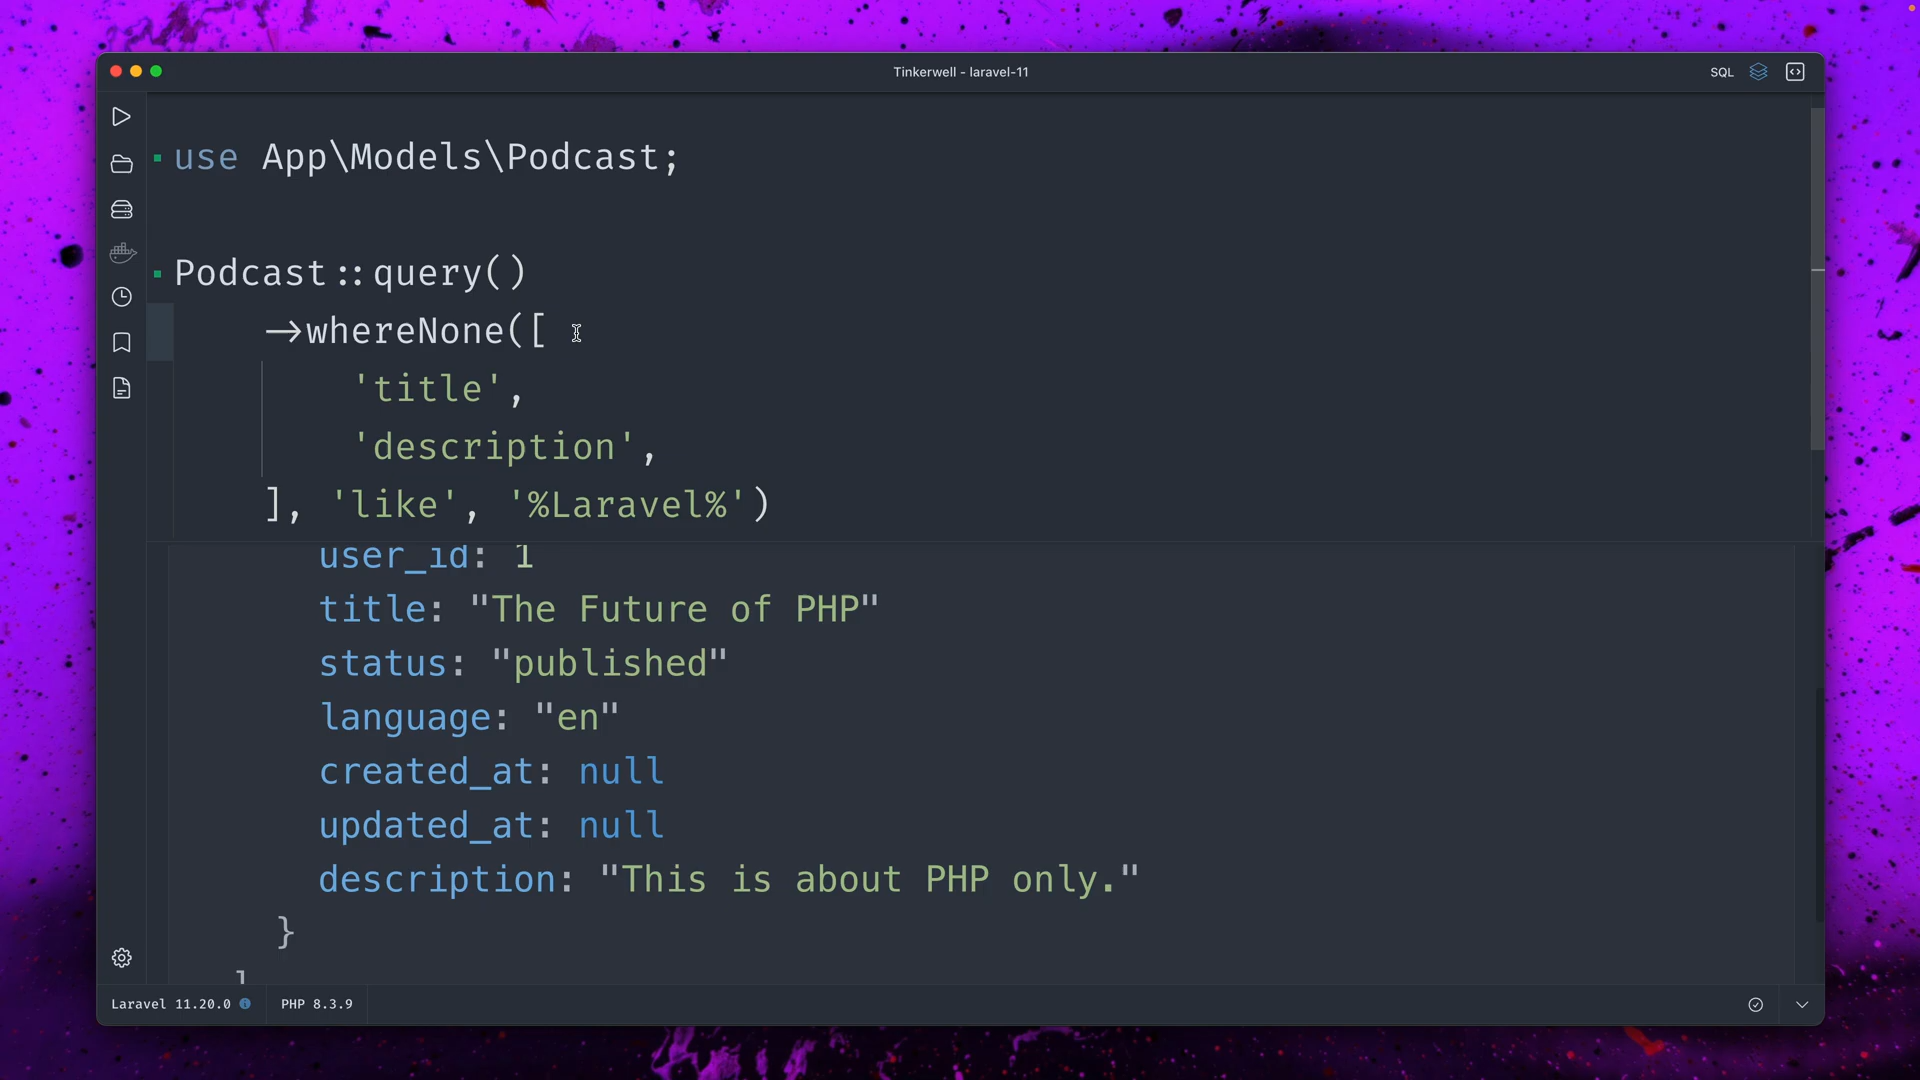 Tinkerwell - laravel-11
SQL
use App\Models\Podcast;
Podcast::query()
->whereNone([
'title',
'description',
], 'like', '%Laravel%')
user_id: 1
title: "The Future of PHP"
status: "published"
language: "en"
created_at: null
updated_at: null
description: "This is about PHP only."
}
]
Laravel 11.20.0
PHP 8.3.9